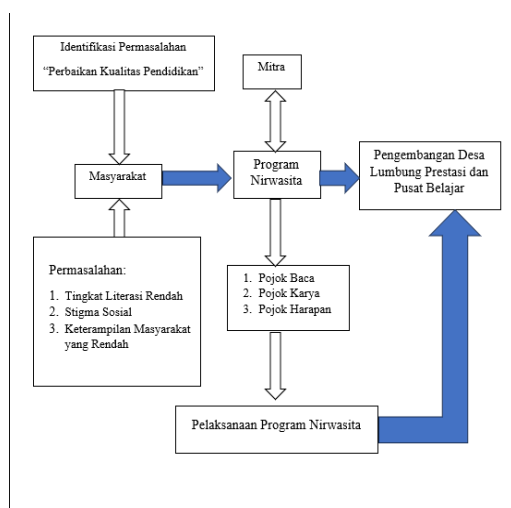 Identifikasi Permasalahan
“Perbaikan Kualitas Pendidikan”
Mitra
Masyarakat
Program
Nirwasita
Pengembangan Desa
Lumbung Prestasi dan
Pusat Belajar
Permasalahan:
1. Tingkat Literasi Rendah
2. Stigma Sosial
3. Keterampilan Masyarakat
yang Rendah
1. Pojok Baca
2. Pojok Karya
3. Pojok Harapan
Pelaksanaan Program Nirwasita